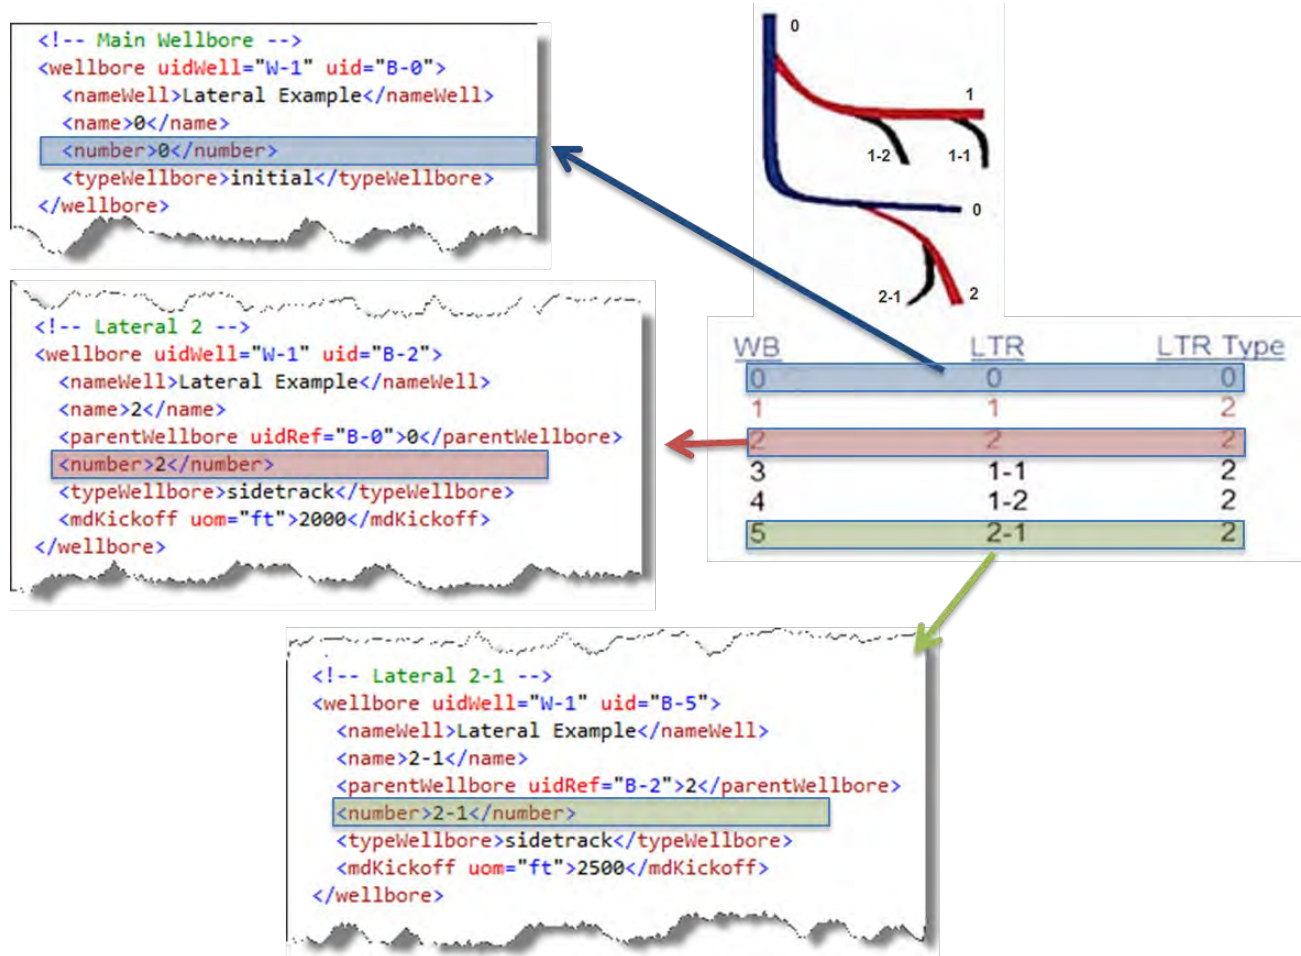 <!-- Main Wellbore -->
<wellbore uidWell="W-1" uid="B-0">
<nameWell>Lateral Example</nameWell>
<name>0</name>
<number>0</number>
<typeWellbore>initial</typeWellbore>
</wellbore>
0
1
1-2
1-1
0
2-1
2
<!-- Lateral 2 -->
<wellbore uidWell="W-1" uid="B-2">
<nameWell>Lateral Example</nameWell>
<name>2</name>
<parentWellbore uidRef="B-0">0</parentWellbore>
<number>2</number>
<typeWellbore>sidetrack</typeWellbore>
<mdKickoff uom="ft">2000</mdKickoff>
</wellbore>
WB LTR LTR Type
0 0 0
1 1 2
2 2 2
3 1-1 2
4 1-2 2
5 2-1 2
<!-- Lateral 2-1 -->
<wellbore uidWell="W-1" uid="B-5">
<nameWell>Lateral Example</nameWell>
<name>2-1</name>
<parentWellbore uidRef="B-2">2</parentWellbore>
<number>2-1</number>
<typeWellbore>sidetrack</typeWellbore>
<mdKickoff uom="ft">2500</mdKickoff>
</wellbore>